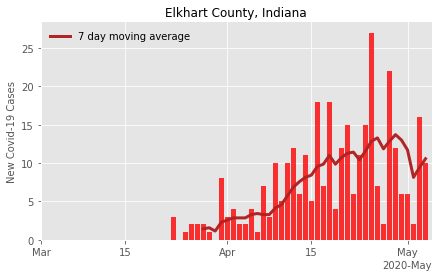 Elkhart County, Indiana
7 day moving average
New Covid-19 Cases
25
20
15
10
5
0
Mar 15 Apr 15 May
2020-May